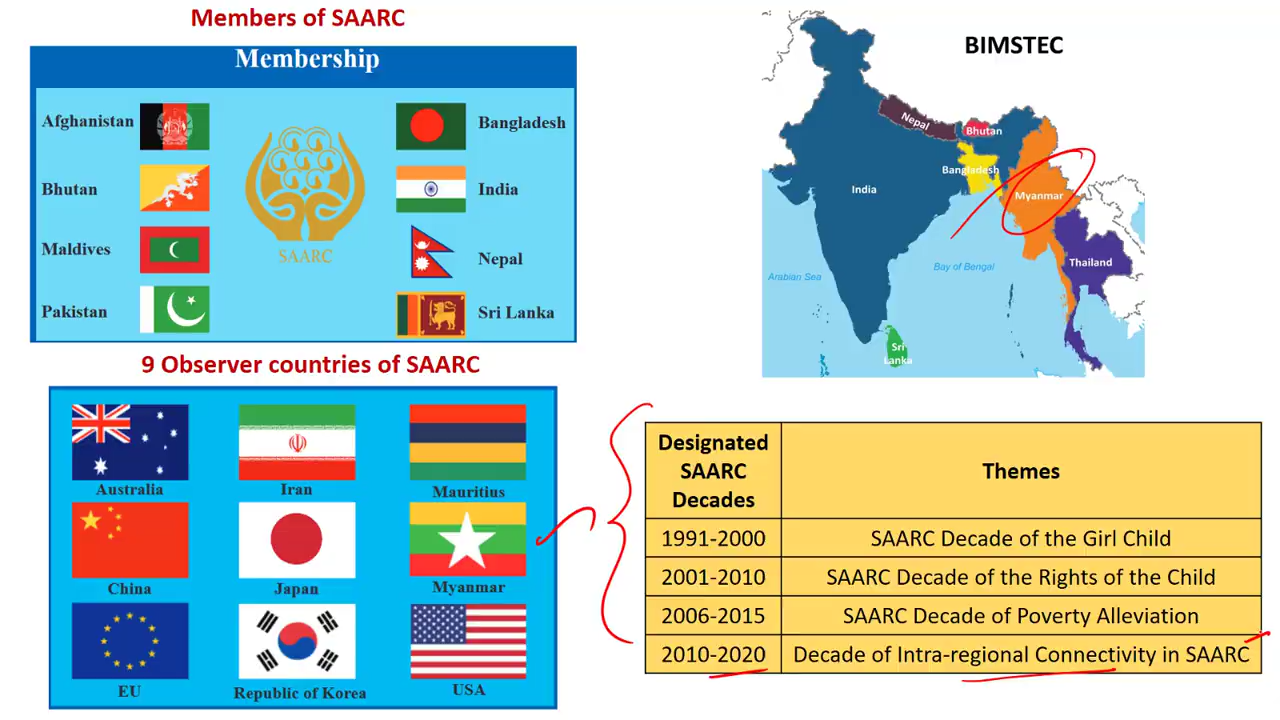 Members of SAARC
Membership
Afghanistan
Bangladesh
Bhutan
India
Maldives
Nepal
Pakistan
Sri Lanka
SAARC
9 Observer countries of SAARC
Australia
Iran
Mauritius
China
Japan
Myanmar
EU
Republic of Korea
USA
BIMSTEC
Nepal
Bhutan
Bangladesh
India
Myanmar
Thailand
Arabian Sea
Bay of Bengal
Sri
Lanka
Designated
SAARC
Decades
Themes
1991-2000 SAARC Decade of the Girl Child
2001-2010 SAARC Decade of the Rights of the Child
2006-2015 SAARC Decade of Poverty Alleviation
2010-2020 Decade of Intra-regional Connectivity in SAARC